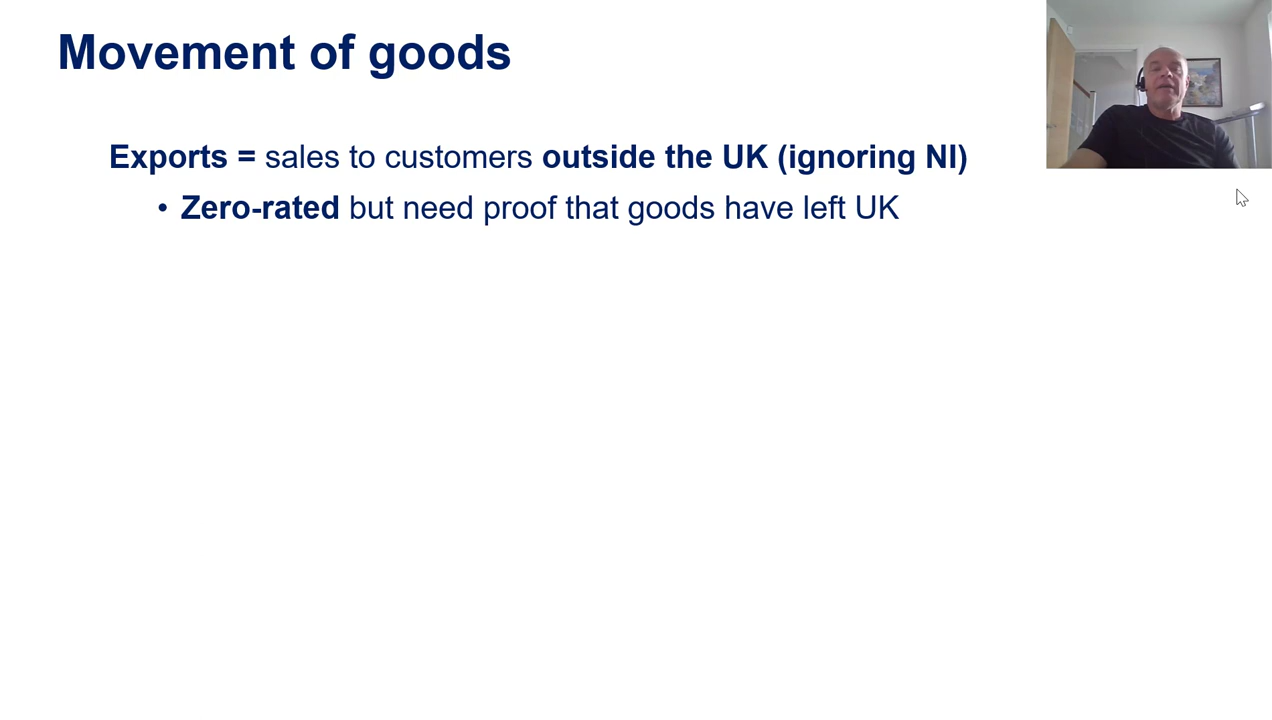 Movement of goods
Exports = sales to customers outside the UK (ignoring NI)
• Zero-rated but need proof that goods have left UK